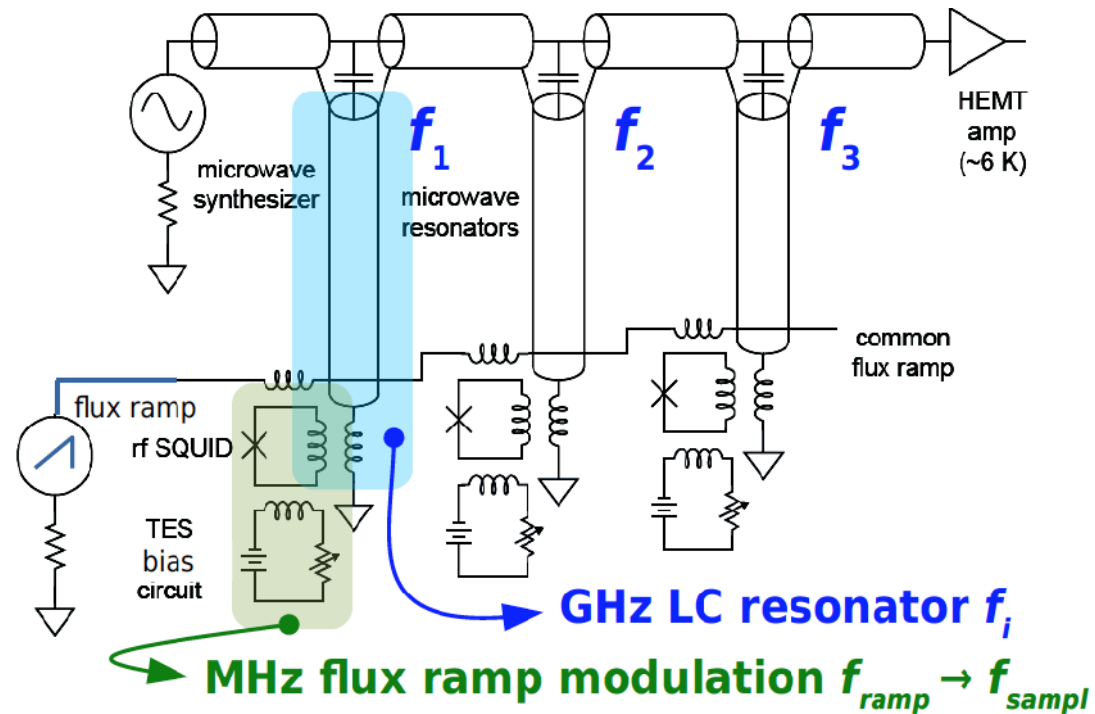 HEMT
amp
(~6 K)
f1
f2
f3
microwave
synthesizer
microwave
resonators
common
flux ramp
flux ramp
rf SQUID
TES
bias
circuit
GHz LC resonator fi
MHz flux ramp modulation framp → fsampl